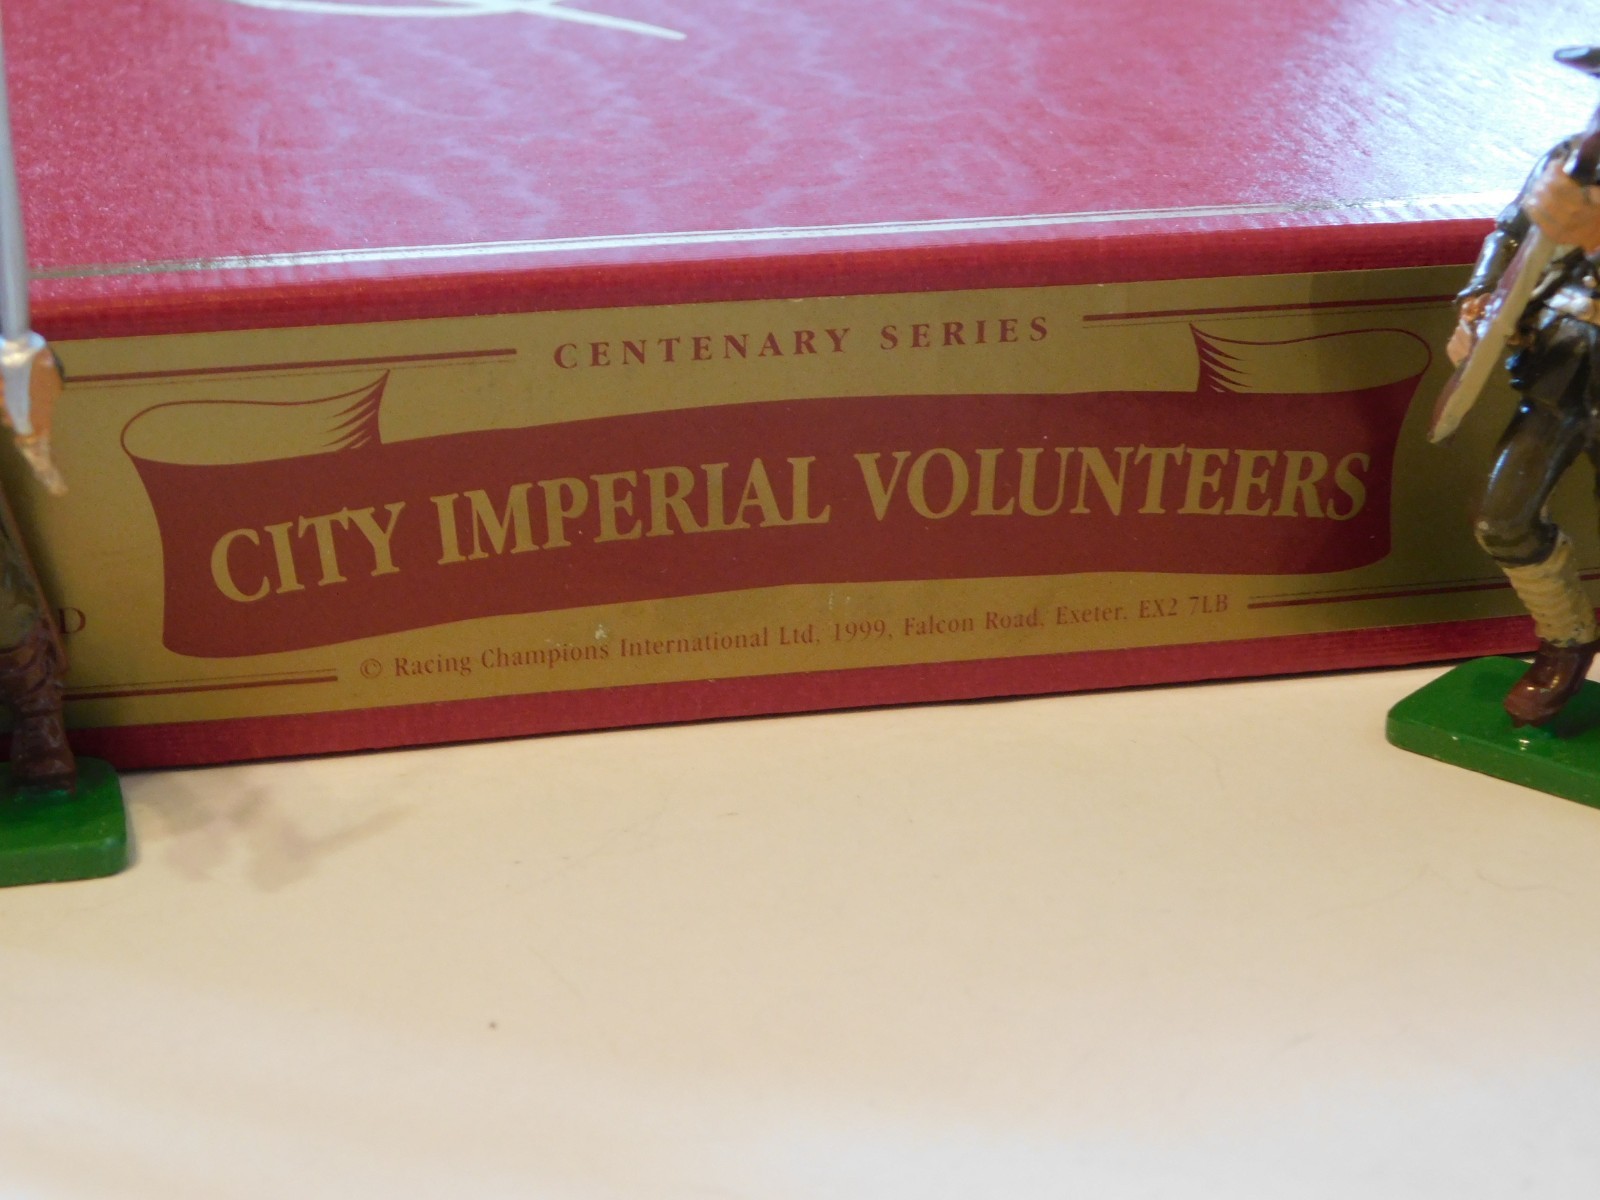 CENTENARY SERIES
CITY IMPERIAL VOLUNTEERS
© Racing Champions International Ltd, 1999, Falcon Road, Exeter, EX2 7LB